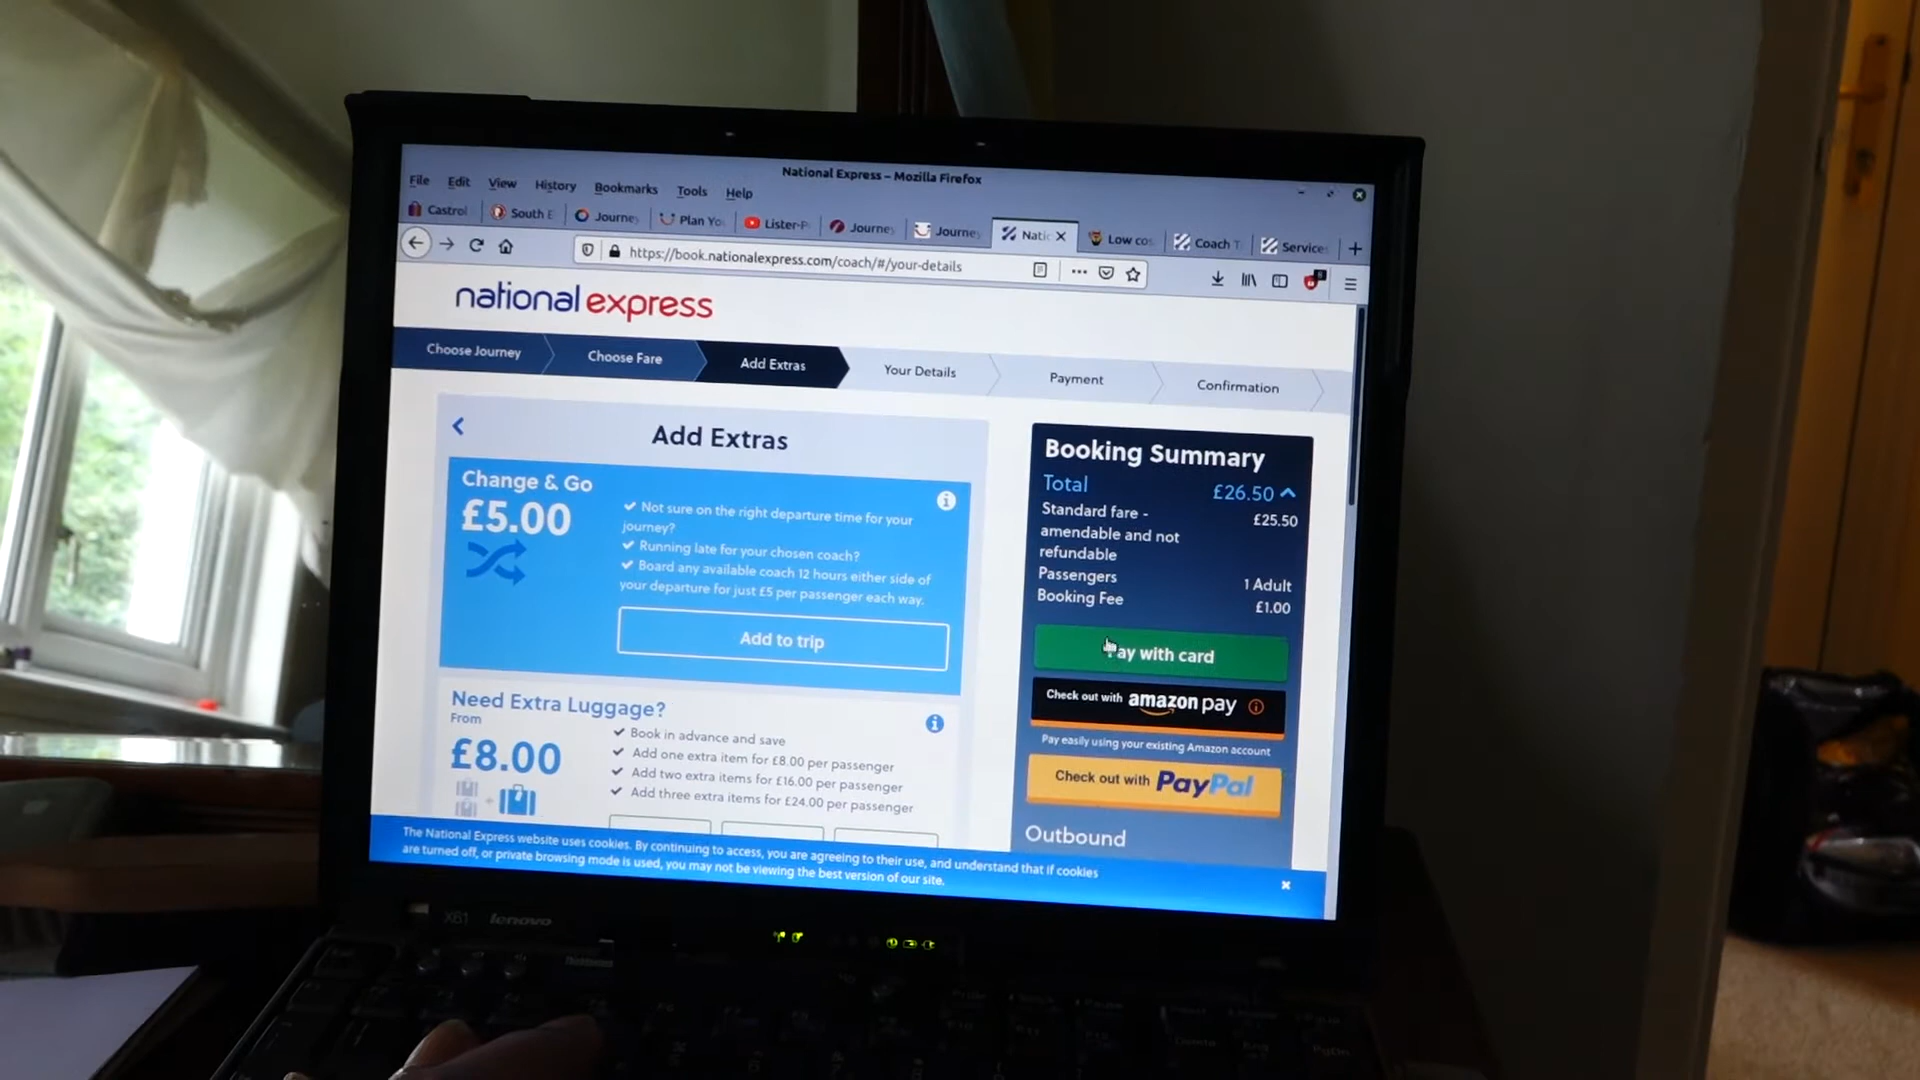 National Express – Mozilla Firefox
File Edit View History Bookmarks Tools Help
Castrol South E Journey Plan Yo Lister-P Journey Journey Natio Low cos Coach T Services
https://book.nationalexpress.com/coach/#/your-details
national express
Choose Journey Choose Fare Add Extras Your Details Payment Confirmation
Add Extras
Change & Go
£5.00
✓ Not sure on the right departure time for your
journey?
✓ Running late for your chosen coach?
✓ Board any available coach 12 hours either side of
your departure for just £5 per passenger each way.
Add to trip
Need Extra Luggage?
From
£8.00
✓ Book in advance and save
✓ Add one extra item for £8.00 per passenger
✓ Add two extra items for £16.00 per passenger
✓ Add three extra items for £24.00 per passenger
Booking Summary
Total £26.50
Standard fare - £25.50
amendable and not
refundable
Passengers 1 Adult
Booking Fee £1.00
ay with card
Check out with amazon pay
Pay easily using your existing Amazon account
Check out with PayPal
Outbound
The National Express website uses cookies. By continuing to access, you are agreeing to their use, and understand that if cookies
are turned off, or private browsing mode is used, you may not be viewing the best version of our site.
X61 lenovo